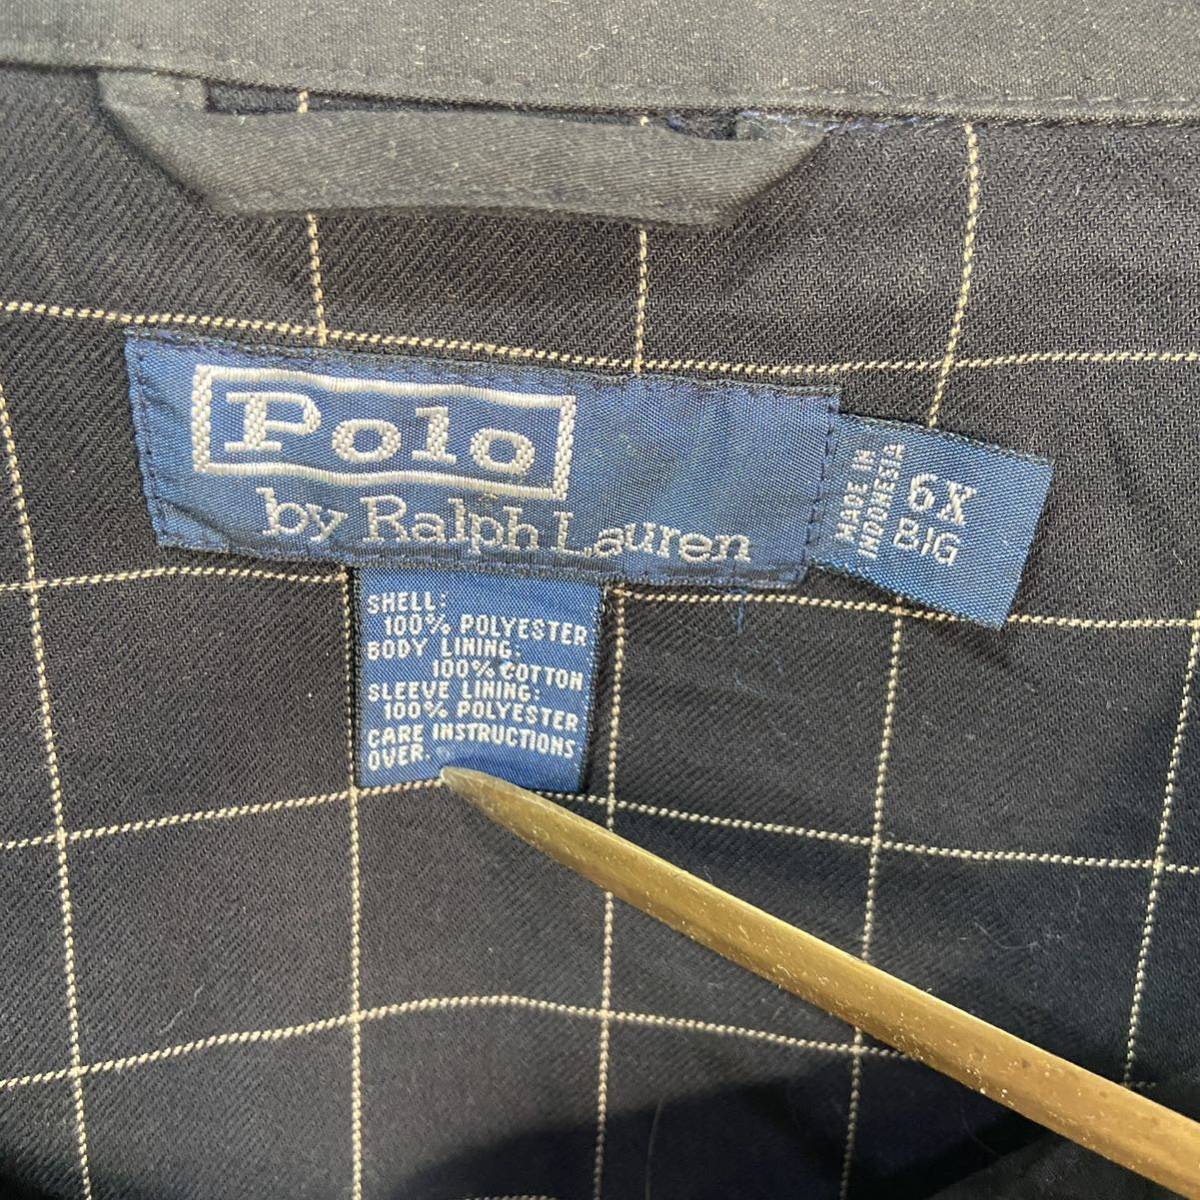 Polo
by Ralph Lauren
MADE IN
INDONESIA
6X
BIG
SHELL:
100% POLYESTER
BODY LINING:
100% COTTON
SLEEVE LINING:
100% POLYESTER
CARE INSTRUCTIONS
OVER.